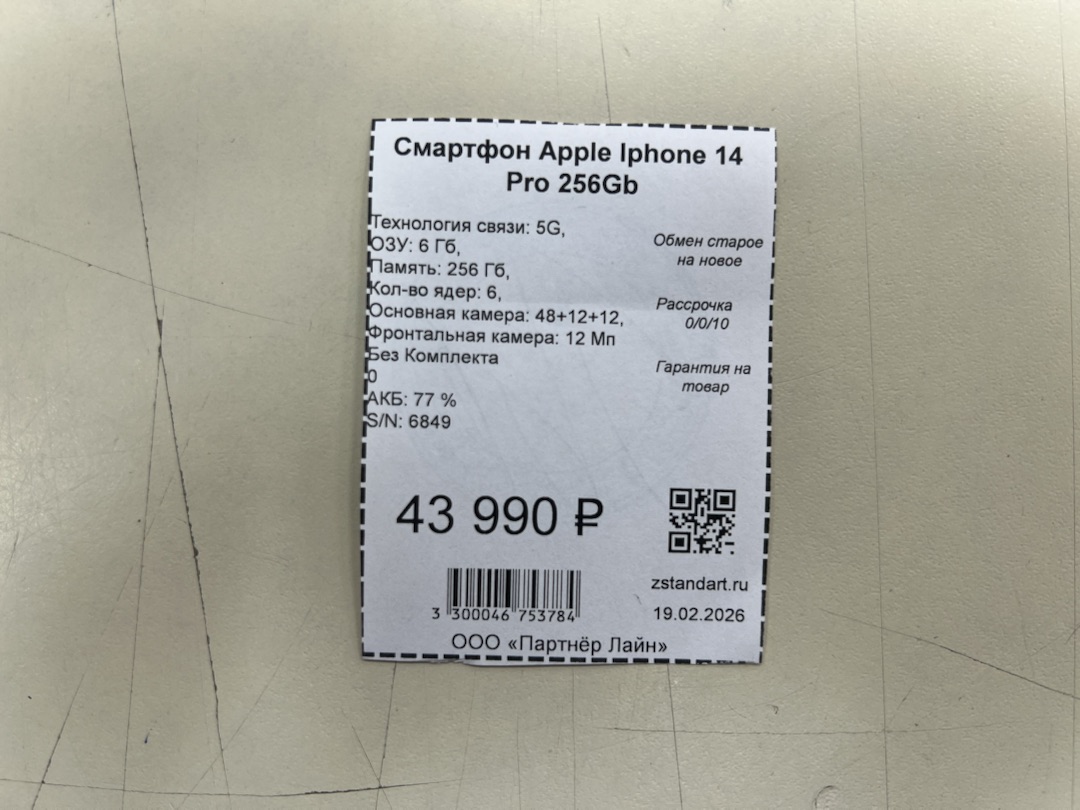 Смартфон Apple Iphone 14
Pro 256Gb
Технология связи: 5G,
ОЗУ: 6 Гб,
Память: 256 Гб,
Кол-во ядер: 6,
Основная камера: 48+12+12,
Фронтальная камера: 12 Мп
Без Комплекта
0
АКБ: 77 %
S/N: 6849
Обмен старое
на новое
Рассрочка
0/0/10
Гарантия на
товар
43 990 ₽
3 300046 753784
zstandart.ru
19.02.2026
ООО «Партнёр Лайн»